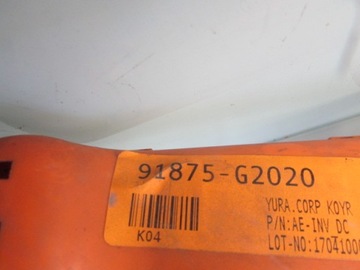 91875-G2020
YURA.CORP KOYR
P/N:AE-INV DC
K04
LOT-NO:1704100